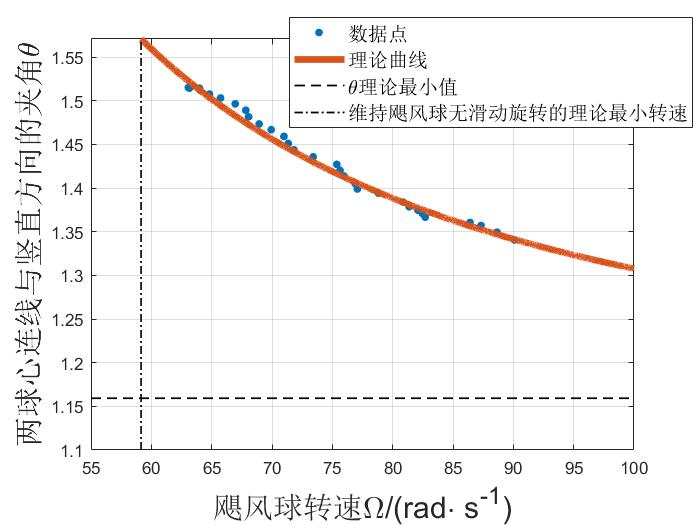 数据点
理论曲线
θ理论最小值
维持飓风球无滑动旋转的理论最小转速
两球心连线与竖直方向的夹角θ
1.55
1.5
1.45
1.4
1.35
1.3
1.25
1.2
1.15
1.1
55 60 65 70 75 80 85 90 95 100
飓风球转速Ω/(rad· s⁻¹)